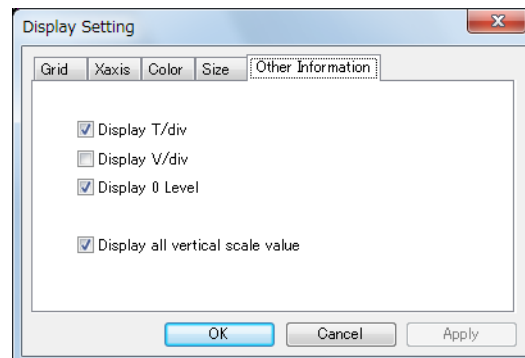 Display Setting
Grid Xaxis Color Size Other Information
Display T/div
Display V/div
Display 0 Level
Display all vertical scale value
OK Cancel Apply